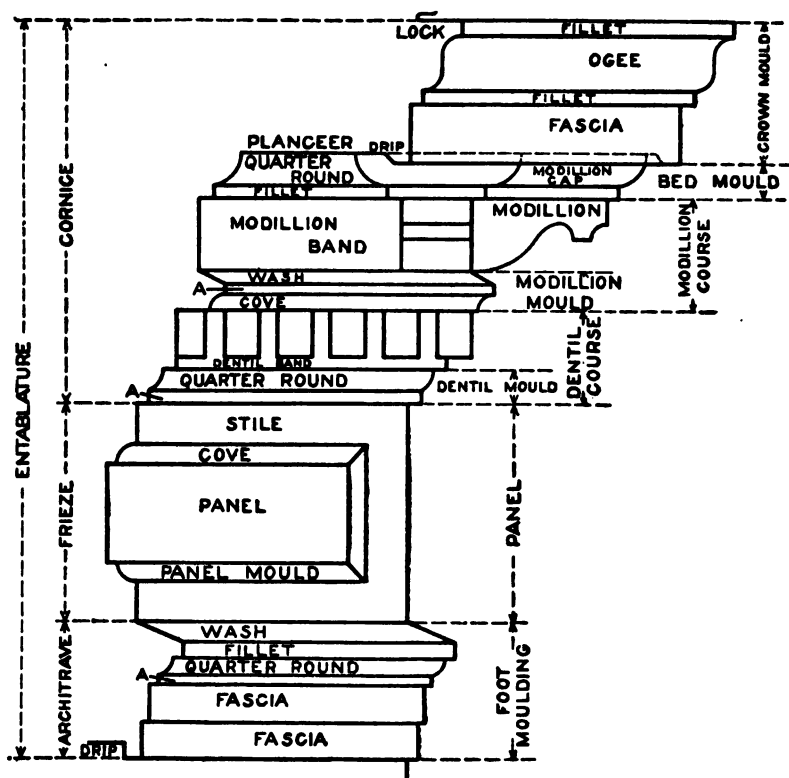 LOCK
FILLET
OGEE
FILLET
FASCIA
CROWN MOULD
PLANCEER
DRIP
QUARTER
ROUND
MODILLION
CAP
BED MOULD
FILLET
MODILLION
BAND
MODILLION
MODILLION
COURSE
WASH
A
COVE
MODILLION
MOULD
DENTIL BAND
DENTIL
COURSE
QUARTER ROUND
DENTIL MOULD
A
CORNICE
ENTABLATURE
STILE
COVE
PANEL
PANEL MOULD
PANEL
FRIEZE
WASH
FILLET
QUARTER ROUND
A
FASCIA
FASCIA
FOOT
MOULDING
ARCHITRAVE
DRIP